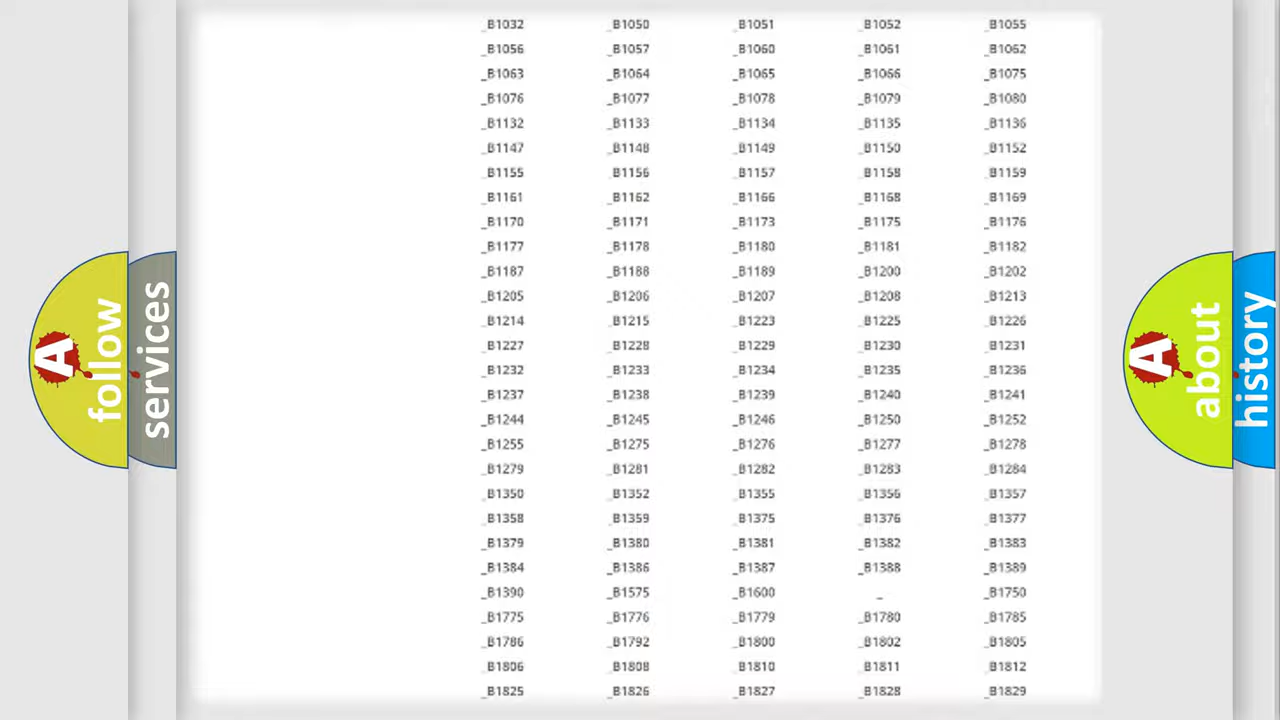 _B1032 _B1050 _B1051 _B1052 _B1055
_B1056 _B1057 _B1060 _B1061 _B1062
_B1063 _B1064 _B1065 _B1066 _B1075
_B1076 _B1077 _B1078 _B1079 _B1080
_B1132 _B1133 _B1134 _B1135 _B1136
_B1147 _B1148 _B1149 _B1150 _B1152
_B1155 _B1156 _B1157 _B1158 _B1159
_B1161 _B1162 _B1166 _B1168 _B1169
_B1170 _B1171 _B1173 _B1175 _B1176
_B1177 _B1178 _B1180 _B1181 _B1182
_B1187 _B1188 _B1189 _B1200 _B1202
_B1205 _B1206 _B1207 _B1208 _B1213
_B1214 _B1215 _B1223 _B1225 _B1226
_B1227 _B1228 _B1229 _B1230 _B1231
_B1232 _B1233 _B1234 _B1235 _B1236
_B1237 _B1238 _B1239 _B1240 _B1241
_B1244 _B1245 _B1246 _B1250 _B1252
_B1255 _B1275 _B1276 _B1277 _B1278
_B1279 _B1281 _B1282 _B1283 _B1284
_B1350 _B1352 _B1355 _B1356 _B1357
_B1358 _B1359 _B1375 _B1376 _B1377
_B1379 _B1380 _B1381 _B1382 _B1383
_B1384 _B1386 _B1387 _B1388 _B1389
_B1390 _B1575 _B1600 _ _B1750
_B1775 _B1776 _B1779 _B1780 _B1785
_B1786 _B1792 _B1800 _B1802 _B1805
_B1806 _B1808 _B1810 _B1811 _B1812
_B1825 _B1826 _B1827 _B1828 _B1829
A
follow
services
A
about
history